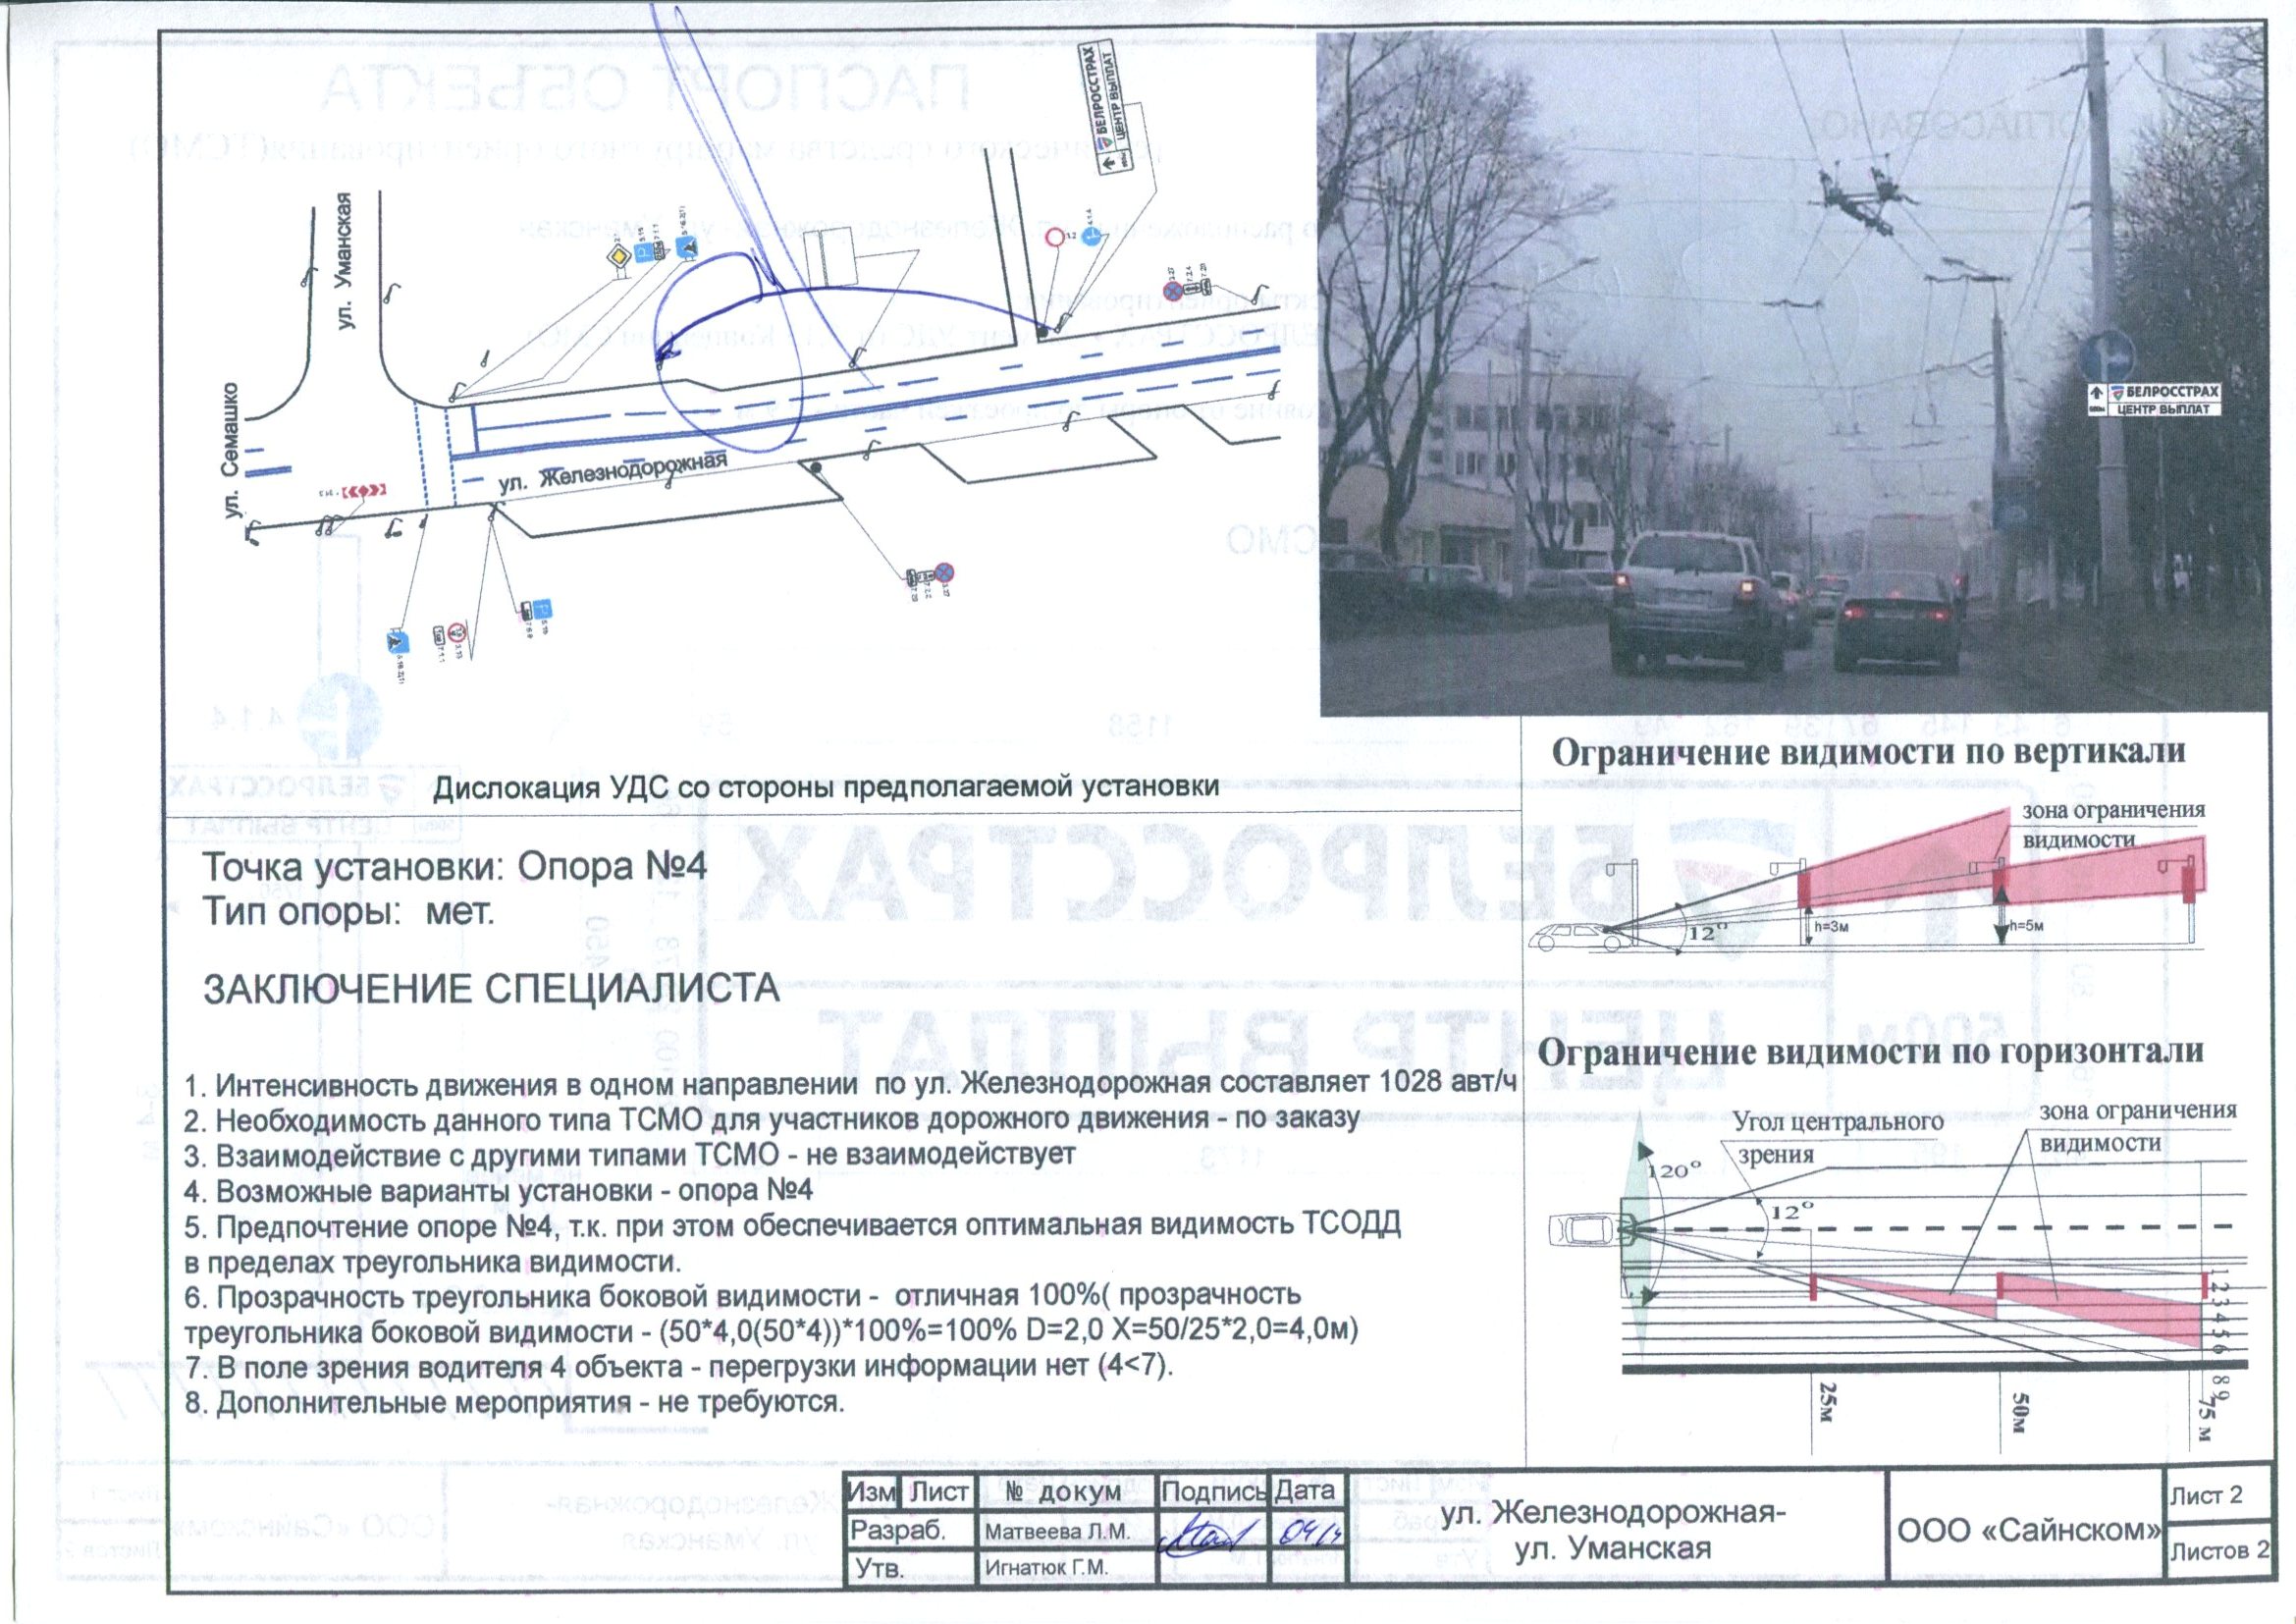 ул. Уманская
ул. Семашко
ул. Железнодорожная
БЕЛРОССТРАХ
ЦЕНТР ВЫПЛАТ
БЕЛРОССТРАХ
ЦЕНТР ВЫПЛАТ
Дислокация УДС со стороны предполагаемой установки
Точка установки: Опора №4
Тип опоры: мет.
ЗАКЛЮЧЕНИЕ СПЕЦИАЛИСТА
1. Интенсивность движения в одном направлении по ул. Железнодорожная составляет 1028 авт/ч
2. Необходимость данного типа ТСМО для участников дорожного движения - по заказу
3. Взаимодействие с другими типами ТСМО - не взаимодействует
4. Возможные варианты установки - опора №4
5. Предпочтение опоре №4, т.к. при этом обеспечивается оптимальная видимость ТСОДД
в пределах треугольника видимости.
6. Прозрачность треугольника боковой видимости - отличная 100%( прозрачность
треугольника боковой видимости - (50*4,0(50*4))*100%=100% D=2,0 X=50/25*2,0=4,0м)
7. В поле зрения водителя 4 объекта - перегрузки информации нет (4<7).
8. Дополнительные мероприятия - не требуются.
Ограничение видимости по вертикали
зона ограничения
видимости
12°
h=3м
h=5м
Ограничение видимости по горизонтали
Угол центрального
зрения
зона ограничения
видимости
120°
12°
1 2 3 4 5 6 8 9
25м
50м
75 м
Изм Лист № докум Подпись Дата
Разраб. Матвеева Л.М.
Утв. Игнатюк Г.М.
ул. Железнодорожная-
ул. Уманская
ООО «Сайнском»
Лист 2
Листов 2